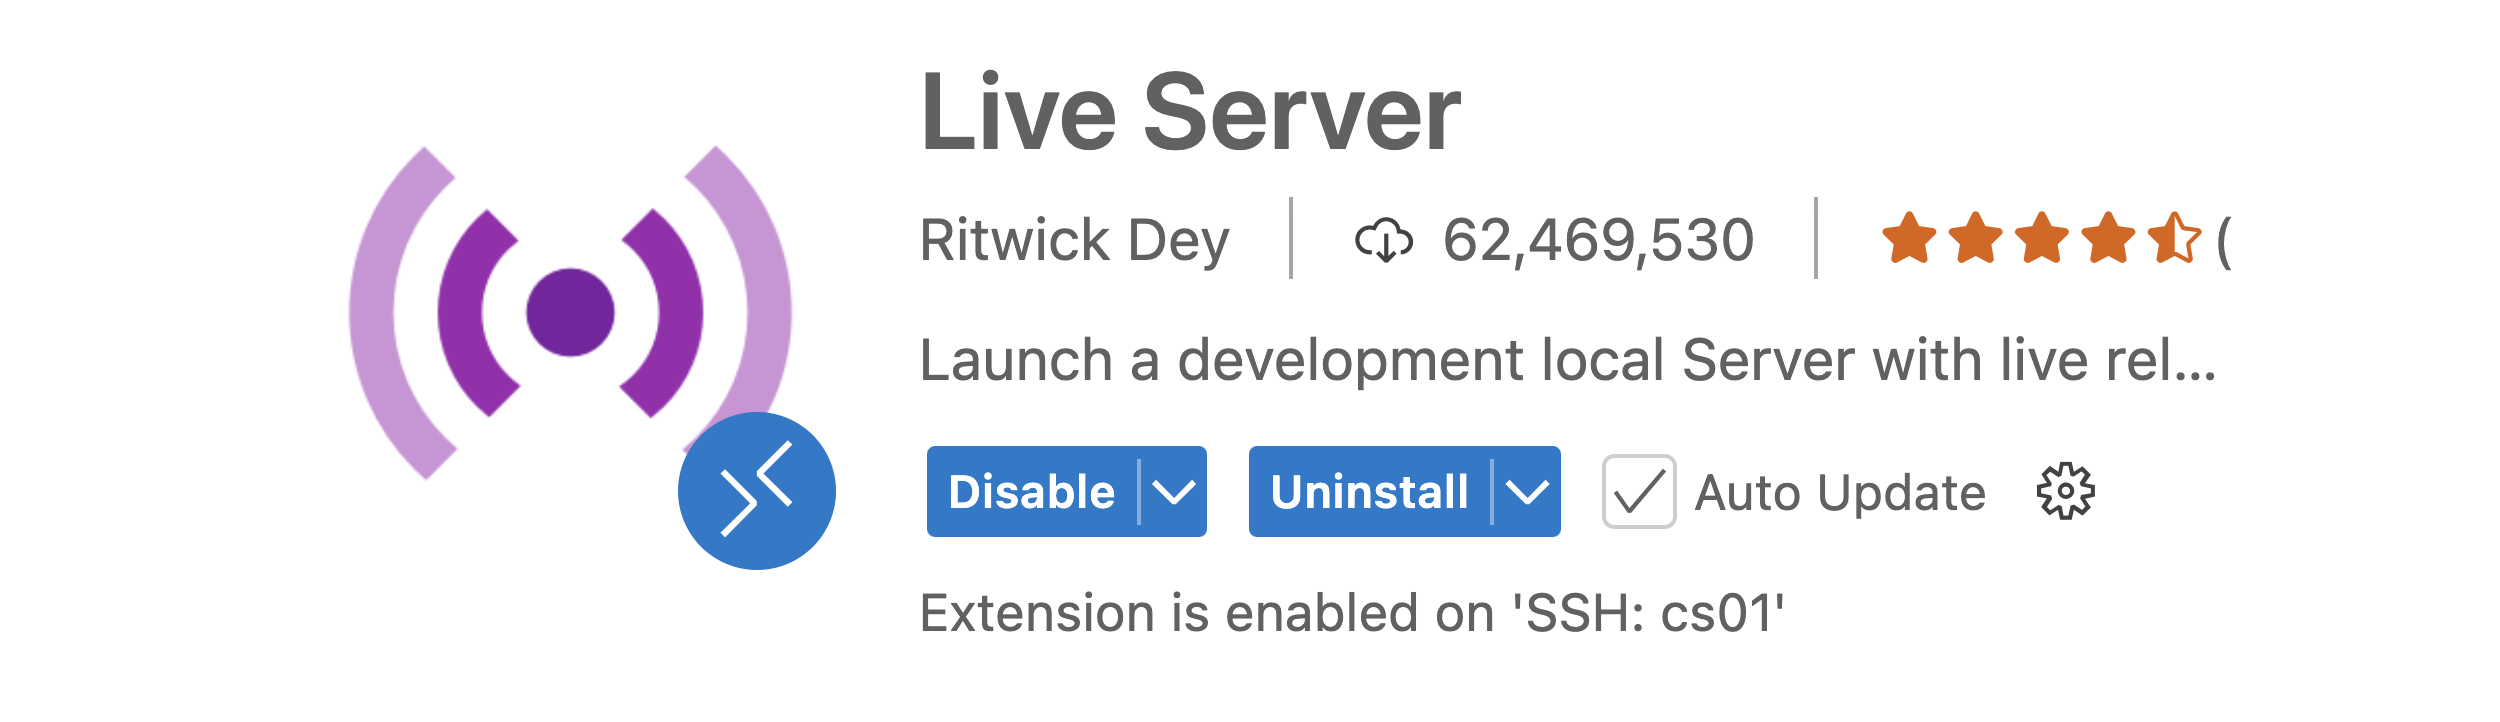 Live Server
Ritwick Dey 62,469,530 (
Launch a development local Server with live rel...
Disable Uninstall Auto Update
Extension is enabled on 'SSH: cs01'